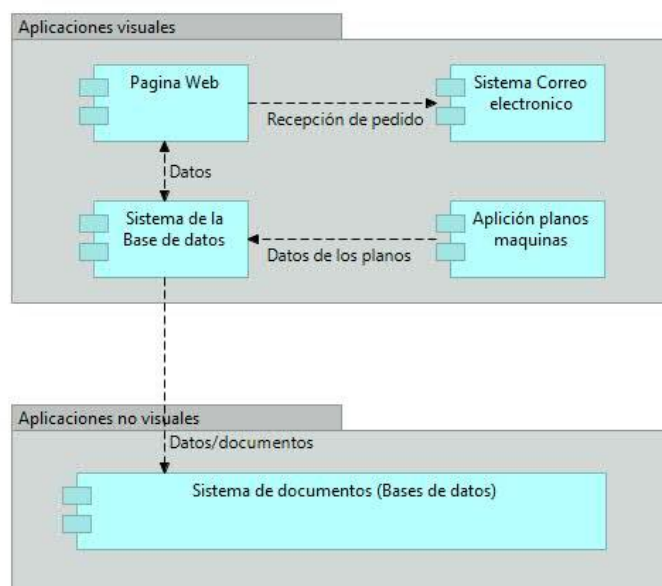 Aplicaciones visuales
Pagina Web
Sistema Correo
electronico
Recepción de pedido
Datos
Sistema de la
Base de datos
Aplición planos
maquinas
Datos de los planos
Aplicaciones no visuales
Datos/documentos
Sistema de documentos (Bases de datos)